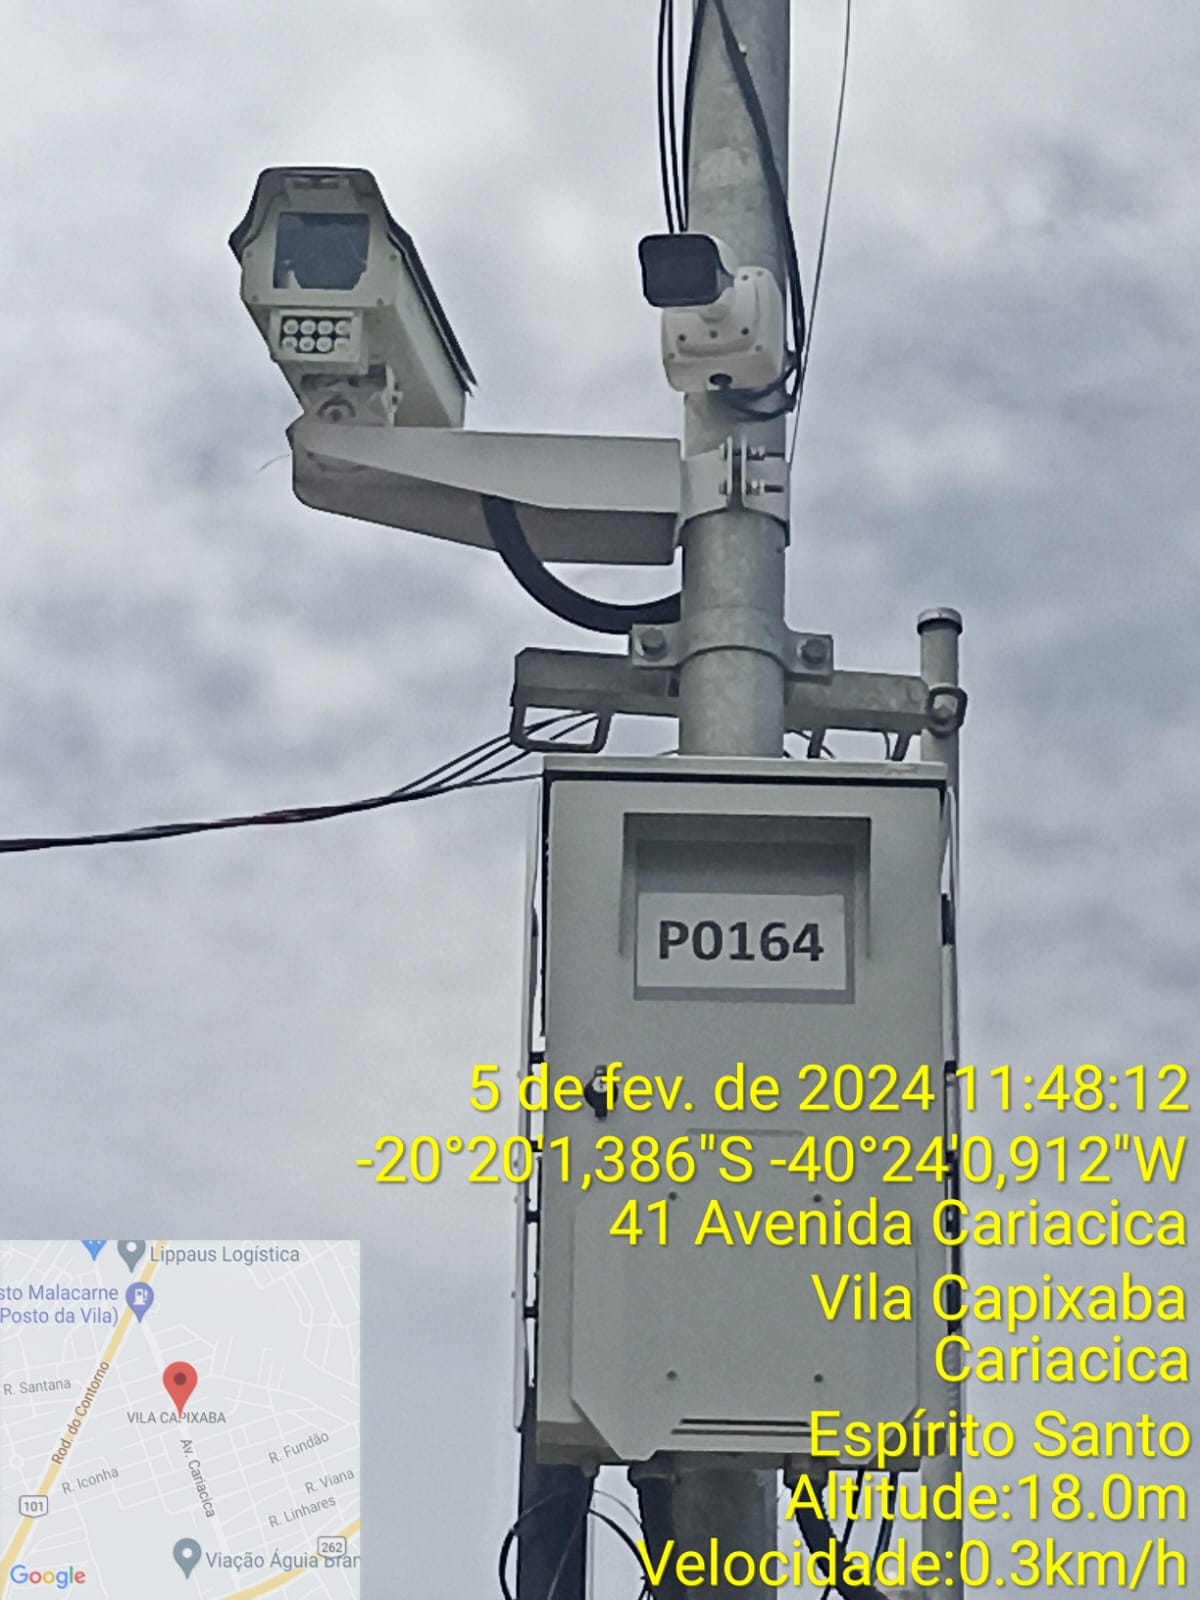 P0164
5 de fev. de 2024 11:48:12
-20°20'1,386"S -40°24'0,912"W
41 Avenida Cariacica
Vila Capixaba
Cariacica
Espírito Santo
Altitude:18.0m
Velocidade:0.3km/h
Lippaus Logística
sto Malacarne
Posto da Vila)
R. Santana
Rod. do Contorno
VILA CAPIXABA
Av. Cariacica
R. Fundão
R. Iconha
R. Viana
R. Linhares
101
262
Viação Águia Bran
Google